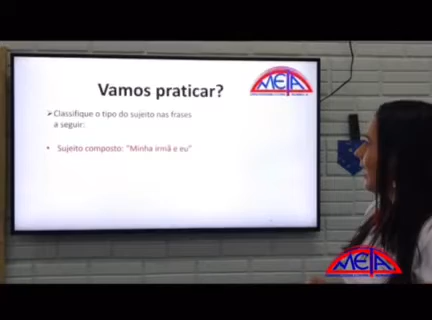 Vamos praticar?
META
➢Classifique o tipo do sujeito nas frases
a seguir:
• Sujeito composto: "Minha irmã e eu"
META